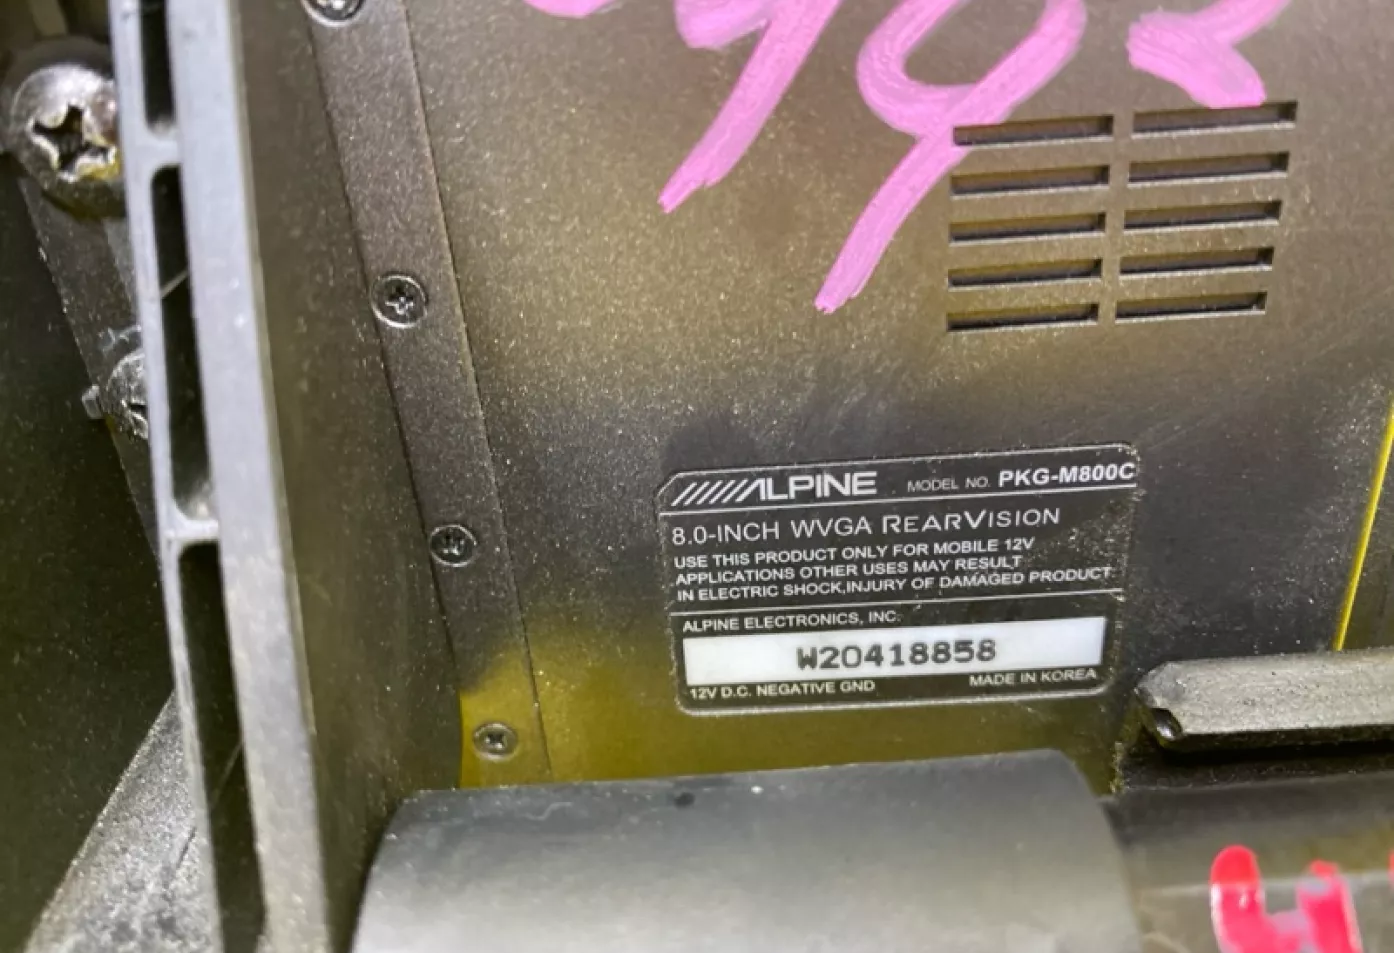 ALPINE MODEL NO. PKG-M800C
8.0-INCH WVGA REARVISION
USE THIS PRODUCT ONLY FOR MOBILE 12V
APPLICATIONS OTHER USES MAY RESULT
IN ELECTRIC SHOCK,INJURY OF DAMAGED PRODUCT
ALPINE ELECTRONICS, INC.
W20418858
12V D.C. NEGATIVE GND MADE IN KOREA